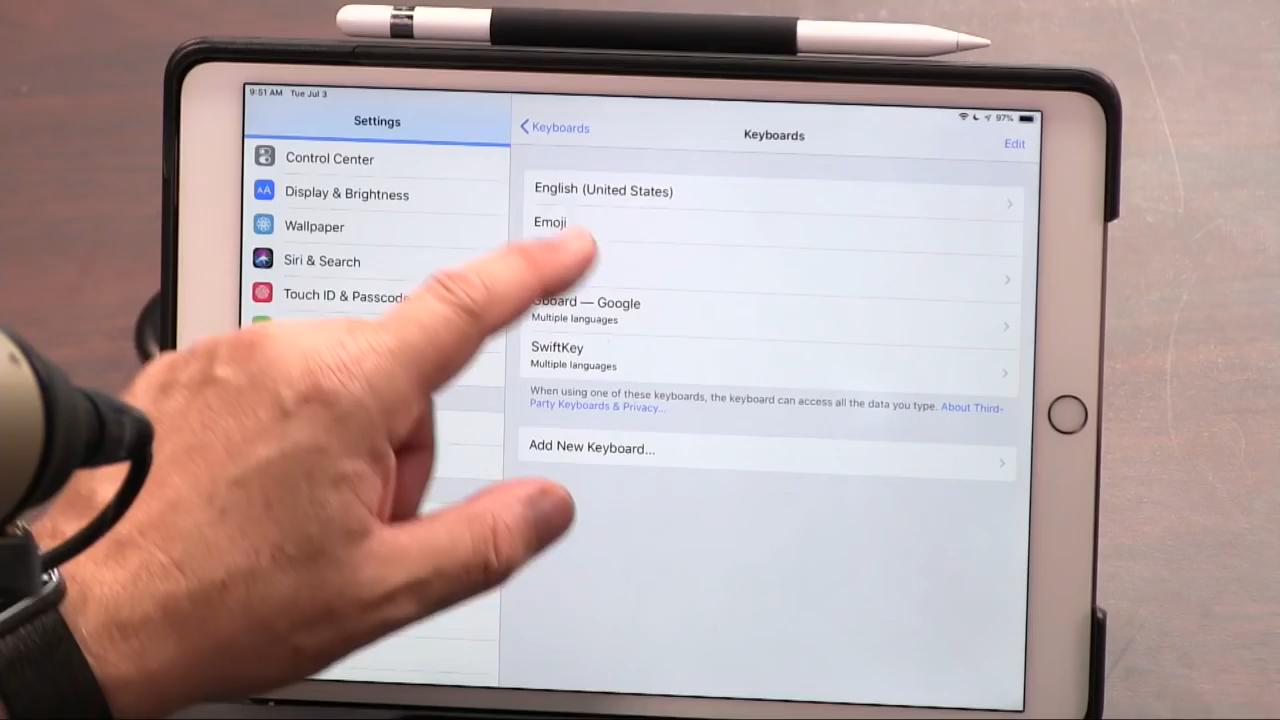 9:51 AM Tue Jul 3
97%
Settings
Control Center
AA
Display & Brightness
Wallpaper
Siri & Search
Touch ID & Passcode
Keyboards
Keyboards
Edit
English (United States)
Emoji
Gboard — Google
Multiple languages
SwiftKey
Multiple languages
When using one of these keyboards, the keyboard can access all the data you type. About Third-
Party Keyboards & Privacy...
Add New Keyboard...